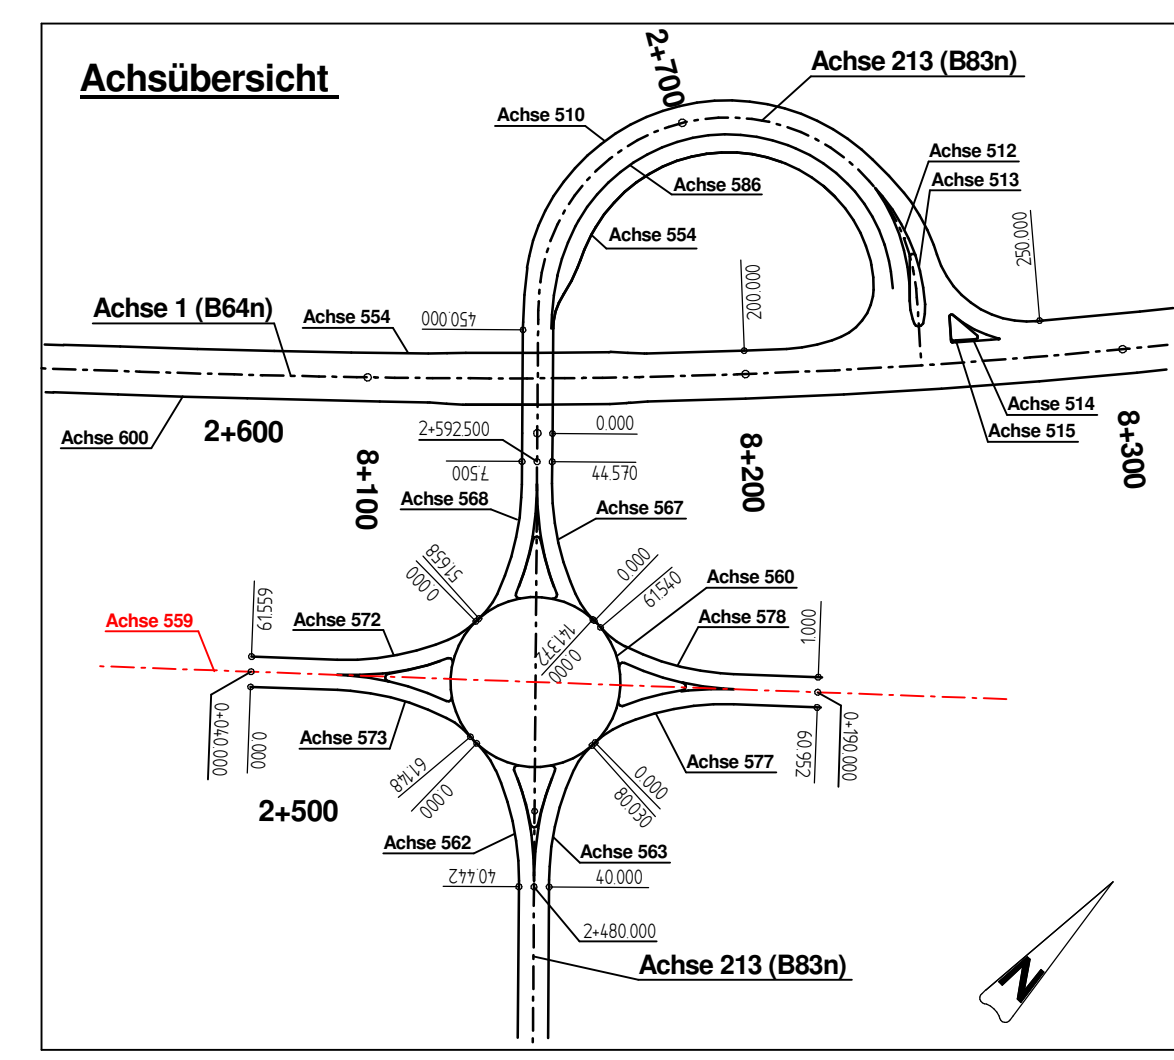 Achsübersicht
2+700
Achse 213 (B83n)
Achse 510
Achse 512
Achse 586
Achse 513
Achse 554
250.000
200.000
Achse 1 (B64n)
Achse 554
450.000
Achse 514
Achse 600
2+600
2+592.500
0.000
Achse 515
8+100
7.500
44.570
8+200
8+300
Achse 568
Achse 567
51.658
0.000
0.000
61.540
Achse 560
61.559
Achse 559
Achse 572
141.372
0.000
Achse 578
1.000
0+040.000
0.000
Achse 573
61.148
0.000
0.000
80.030
Achse 577
60.952
0+190.000
2+500
Achse 562
Achse 563
40.442
40.000
2+480.000
Achse 213 (B83n)
N